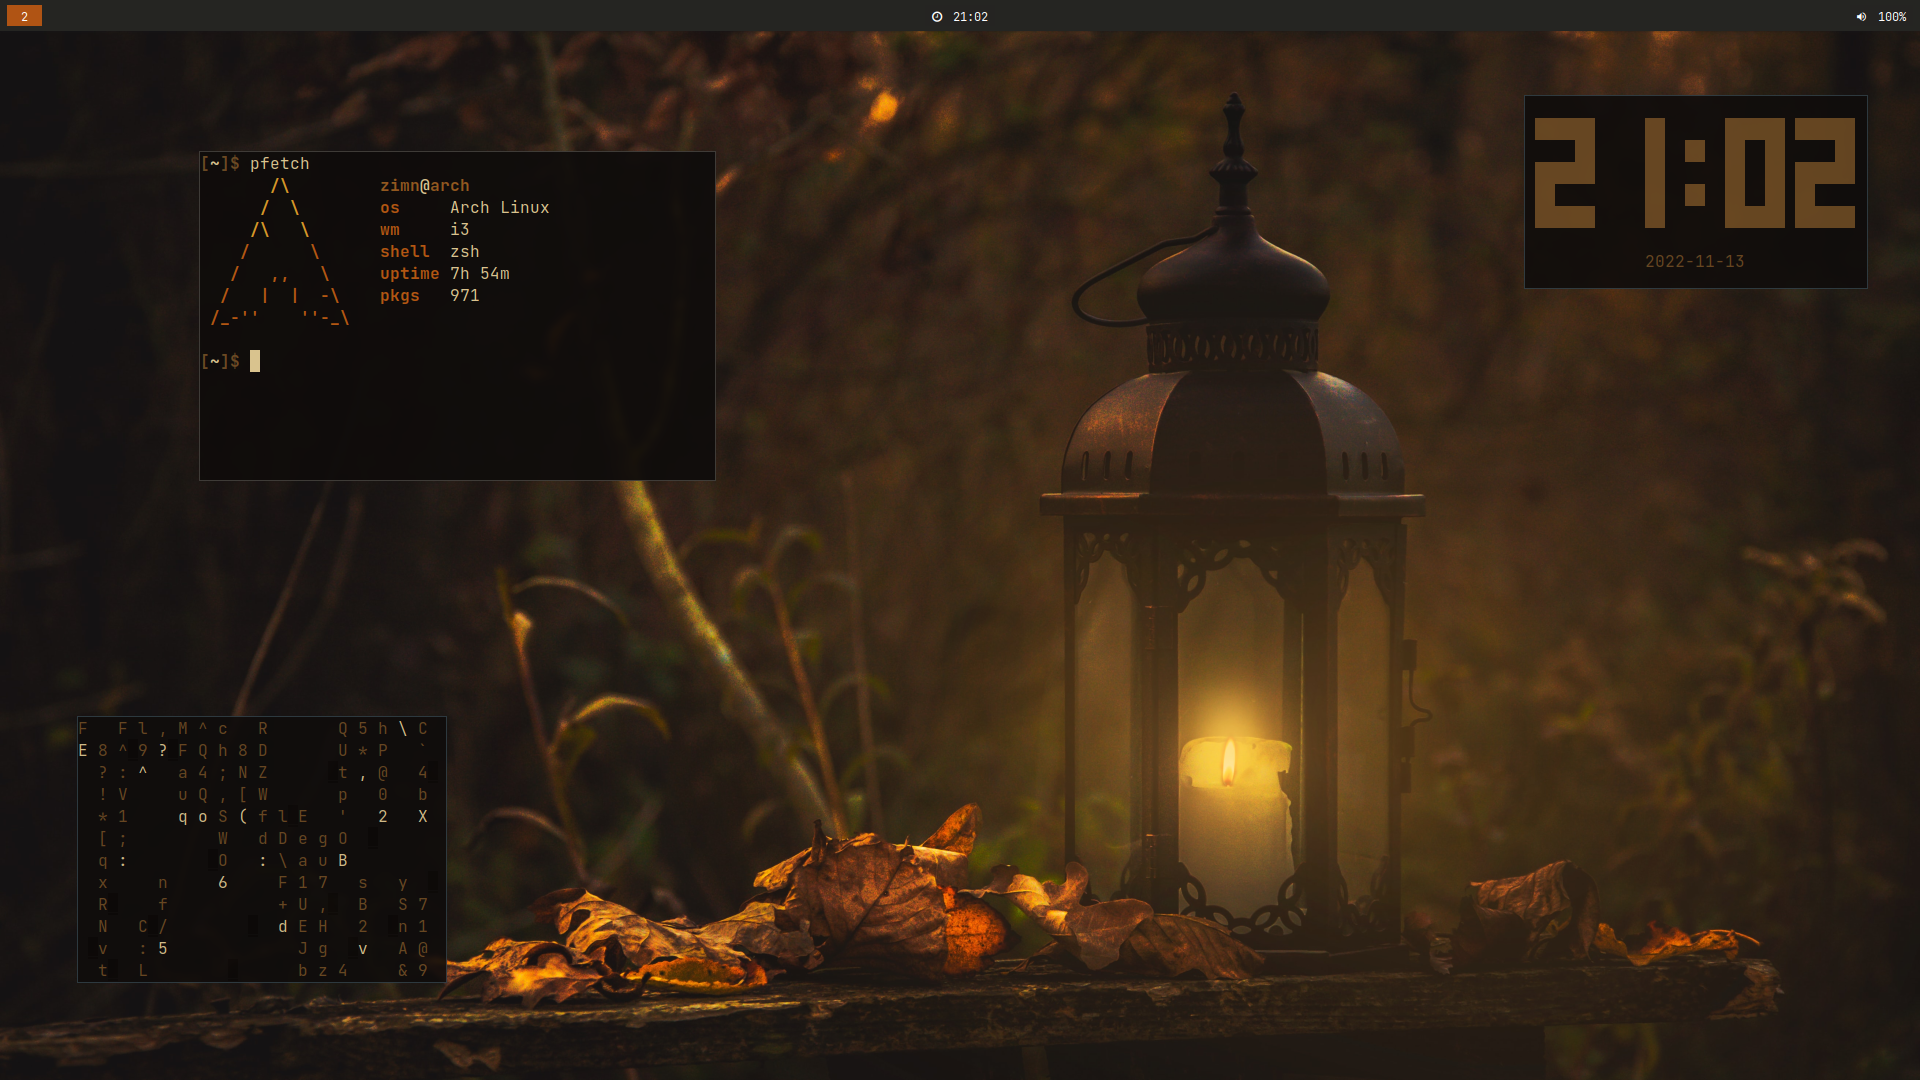 2
21:02
100%
[~]$ pfetch
zimn@arch
os Arch Linux
wm i3
shell zsh
uptime 7h 54m
pkgs 971
[~]$
21:02
2022-11-13
F F l , M ^ c R Q 5 h \ C
E 8 ^ 9 ? F Q h 8 D U * P `
? : ^ a 4 ; N Z t , @ 4
! V u Q , [ W p 0 b
* 1 q o S ( f l E ' 2 X
[ ; W d D e g O
q : O : \ a u B
x n 6 F 1 7 s y
R f + U , B S 7
N C / d E H 2 n 1
v : 5 J g v A @
t L b z 4 & 9